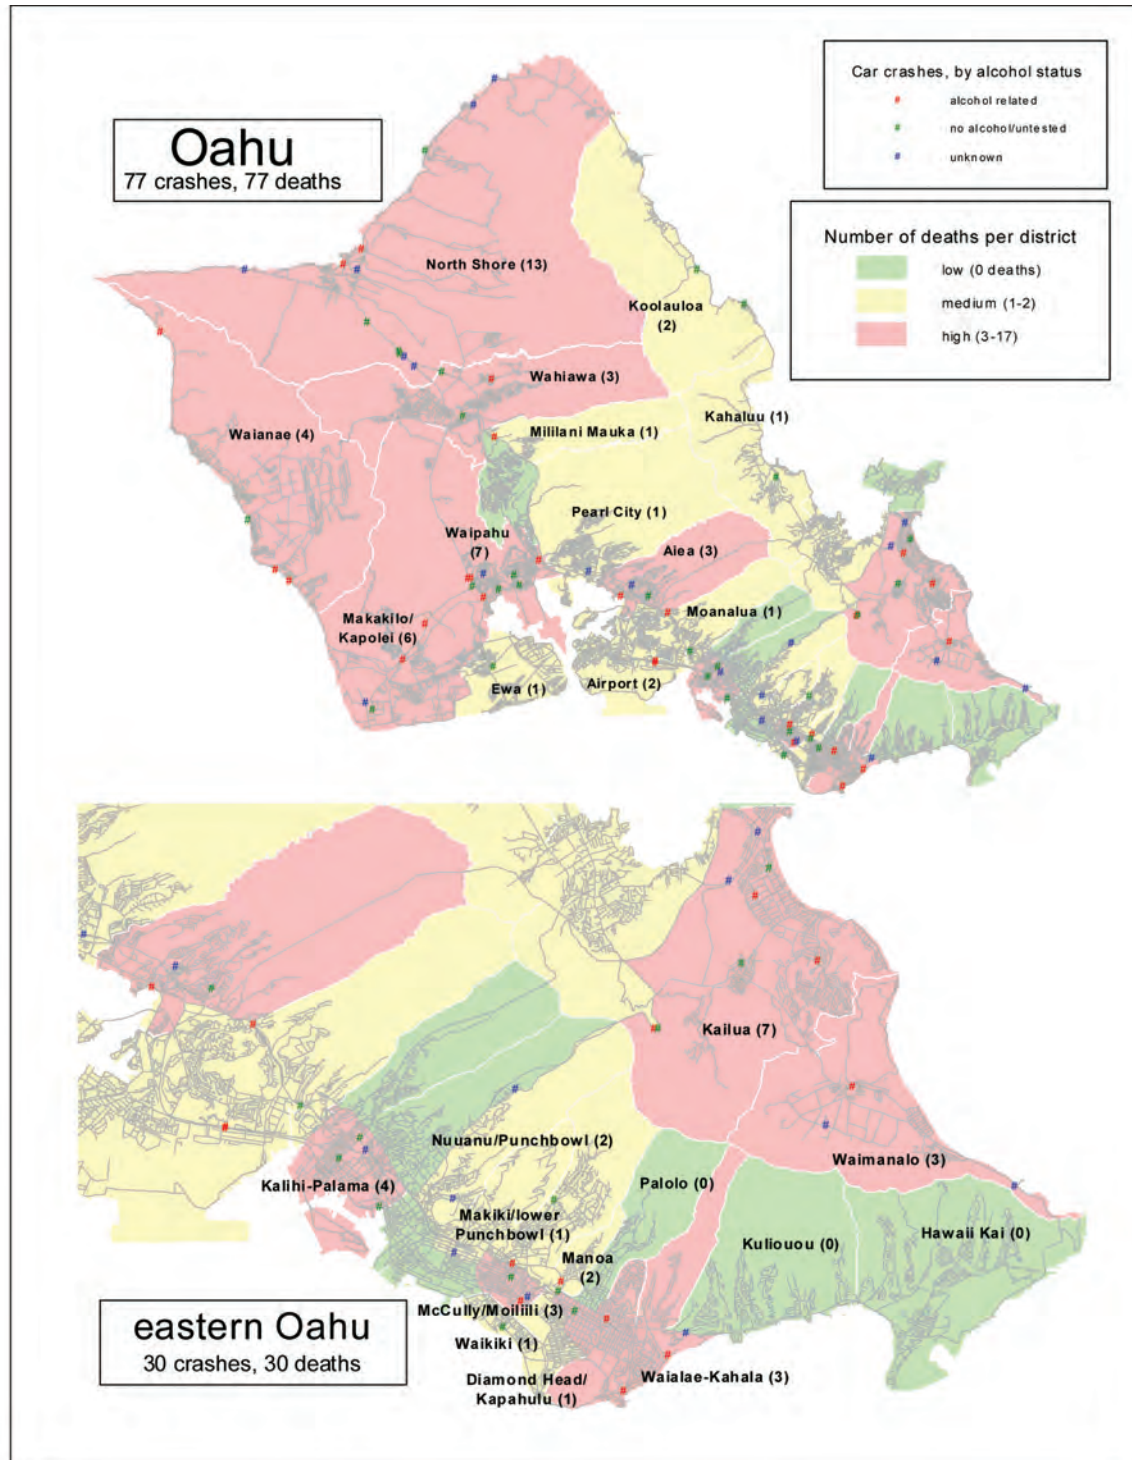 Oahu
77 crashes, 77 deaths
Car crashes, by alcohol status
# alcohol related
# no alcohol/untested
# unknown
Number of deaths per district
low (0 deaths)
medium (1-2)
high (3-17)
North Shore (13)
Koolauloa
(2)
Wahiawa (3)
Kahaluu (1)
Waianae (4)
Mililani Mauka (1)
Pearl City (1)
Waipahu
(7)
Aiea (3)
Moanalua (1)
Makakilo/
Kapolei (6)
Ewa (1)
Airport (2)
Kailua (7)
Nuuanu/Punchbowl (2)
Waimanalo (3)
Kalihi-Palama (4)
Palolo (0)
Makiki/lower
Punchbowl (1)
Hawaii Kai (0)
Kuliouou (0)
Manoa
(2)
McCully/Moiliili (3)
Waikiki (1)
Diamond Head/
Kapahulu (1)
Waialae-Kahala (3)
eastern Oahu
30 crashes, 30 deaths